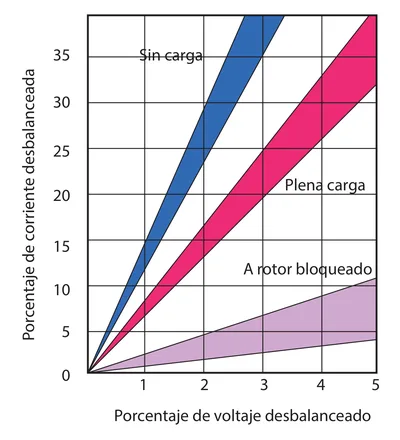 Porcentaje de corriente desbalanceada
35
30
25
20
15
10
5
0
Sin carga
Plena carga
A rotor bloqueado
1 2 3 4 5
Porcentaje de voltaje desbalanceado